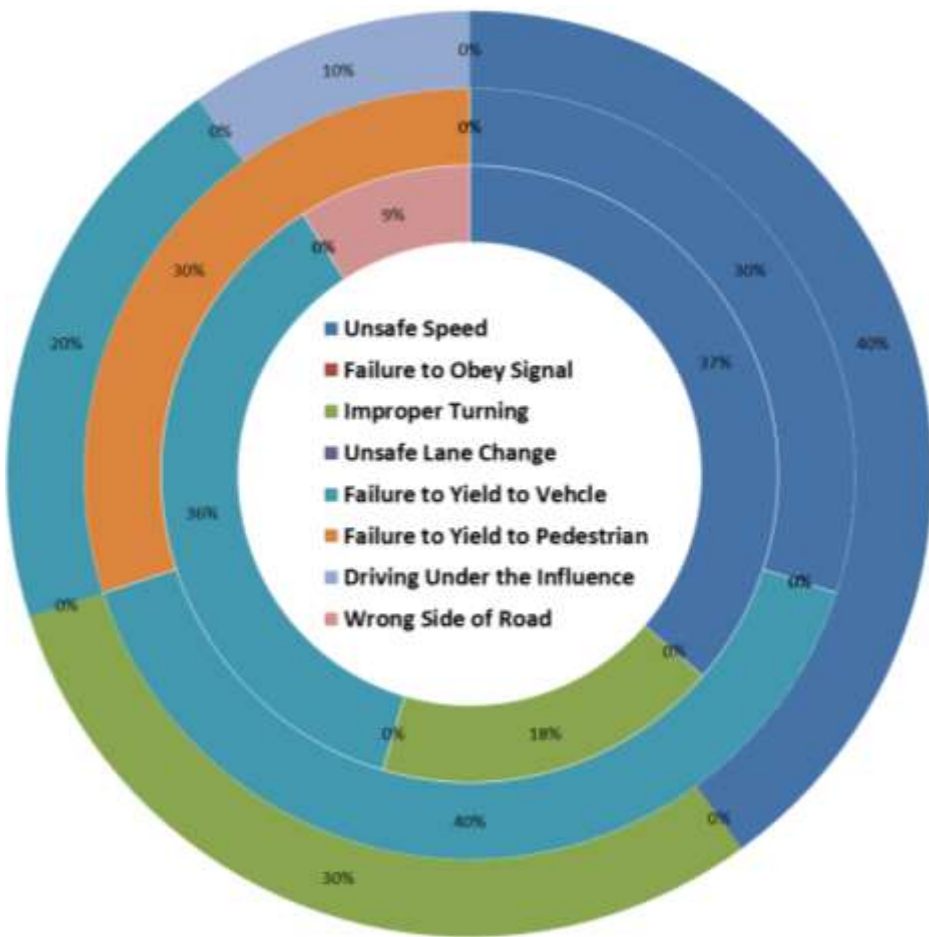 0%
10%
0%
0%
9%
0%
30%
30%
20%
40%
37%
Unsafe Speed
Failure to Obey Signal
Improper Turning
Unsafe Lane Change
Failure to Yield to Vehcle
Failure to Yield to Pedestrian
Driving Under the Influence
Wrong Side of Road
36%
0%
0%
0%
0%
18%
0%
40%
30%